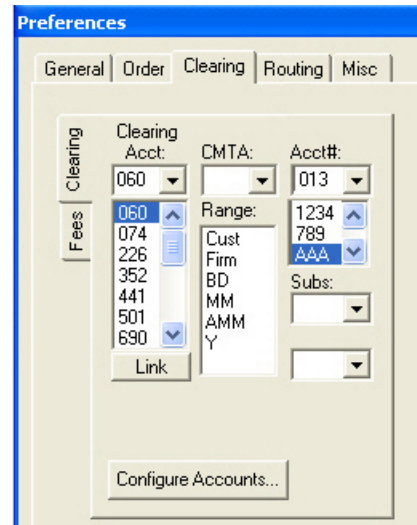 Preferences
General Order Clearing Routing Misc
Clearing
Fees
Clearing Acct:
060
060
074
226
352
441
501
690
Link
CMTA:
Range:
Cust
Firm
BD
MM
AMM
Y
Acct#:
013
1234
789
AAA
Subs:
Configure Accounts...